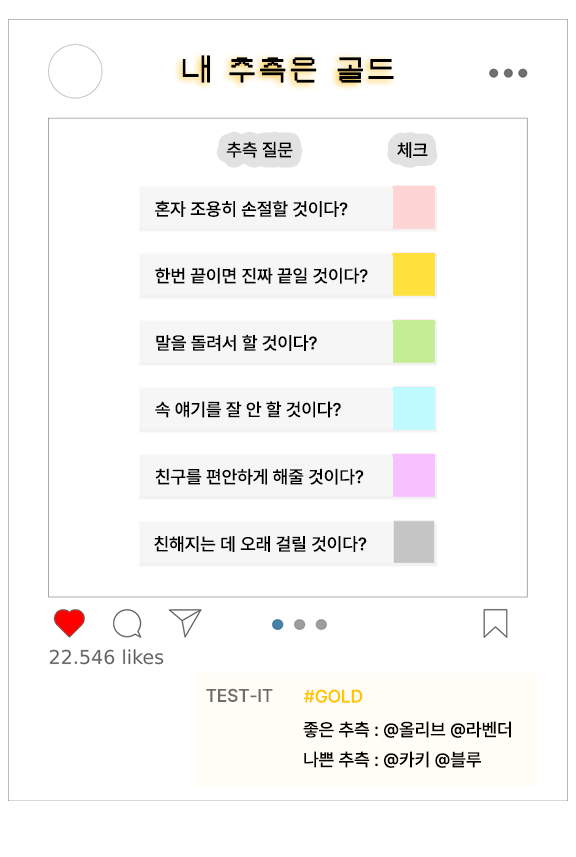 내 추측은 골드
추측 질문 체크
혼자 조용히 손절할 것이다?
한번 끝이면 진짜 끝일 것이다?
말을 돌려서 할 것이다?
속 얘기를 잘 안 할 것이다?
친구를 편안하게 해줄 것이다?
친해지는 데 오래 걸릴 것이다?
22.546 likes
TEST-IT #GOLD
좋은 추측 : @올리브 @라벤더
나쁜 추측 : @카키 @블루